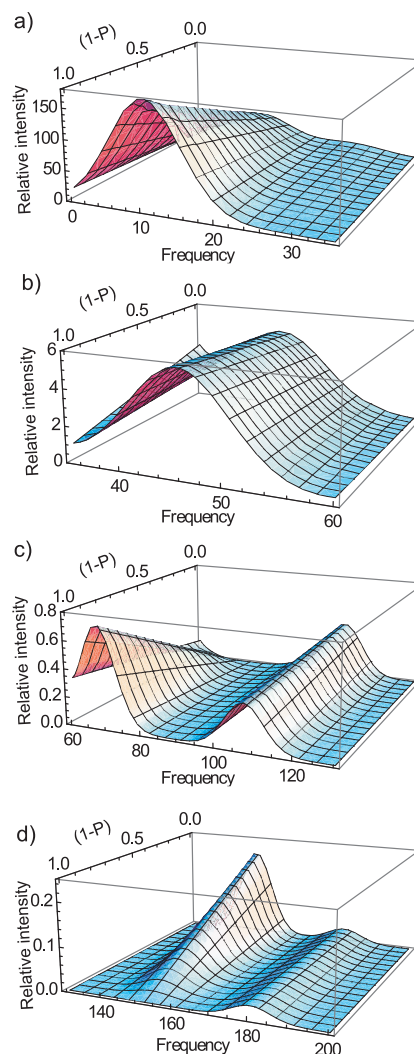 a)
(1-P)
1.0
0.5
0.0
Relative intensity
150
100
50
0
0
10
20
30
Frequency
b)
(1-P)
1.0
0.5
0.0
Relative intensity
6
4
2
0
40
50
60
Frequency
c)
(1-P)
1.0
0.5
0.0
Relative intensity
0.8
0.6
0.4
0.2
0.0
60
80
100
120
Frequency
d)
(1-P)
1.0
0.5
0.0
Relative intensity
0.2
0.1
0.0
140
160
180
200
Frequency